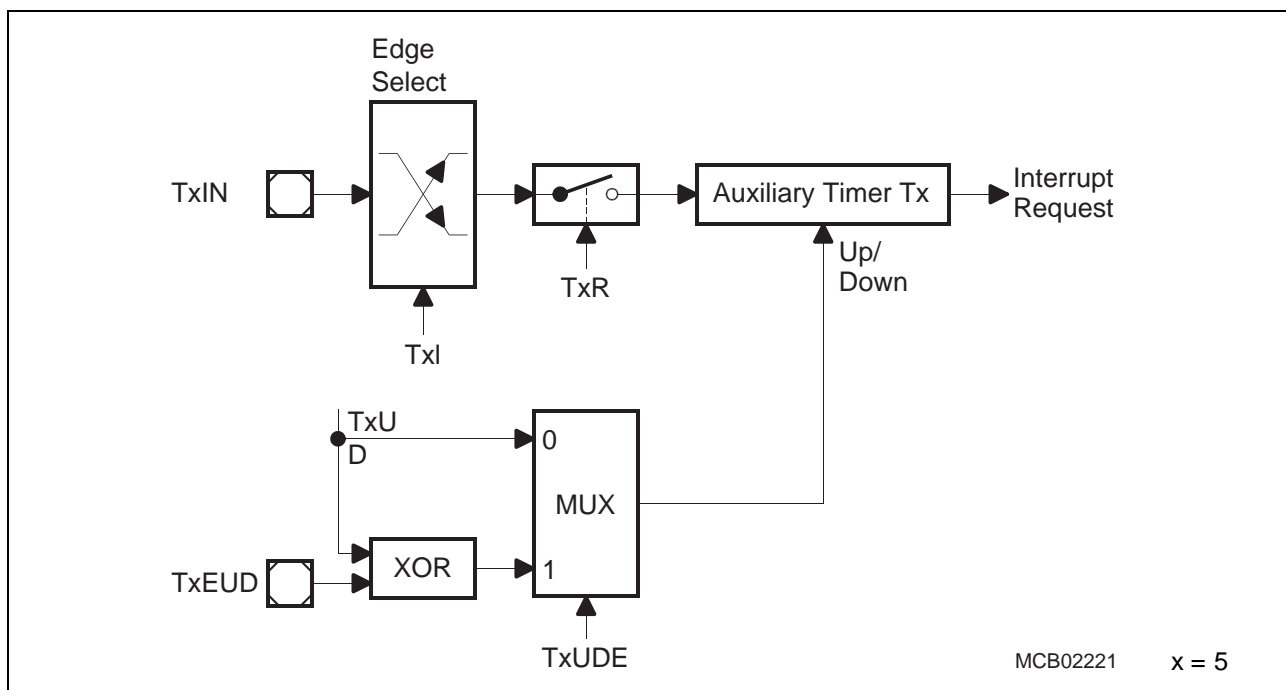 Edge
Select
TxIN
Auxiliary Timer Tx
Interrupt
Request
Up/
Down
TxR
TxI
TxU
D
0
MUX
XOR
1
TxEUD
TxUDE
MCB02221
x = 5